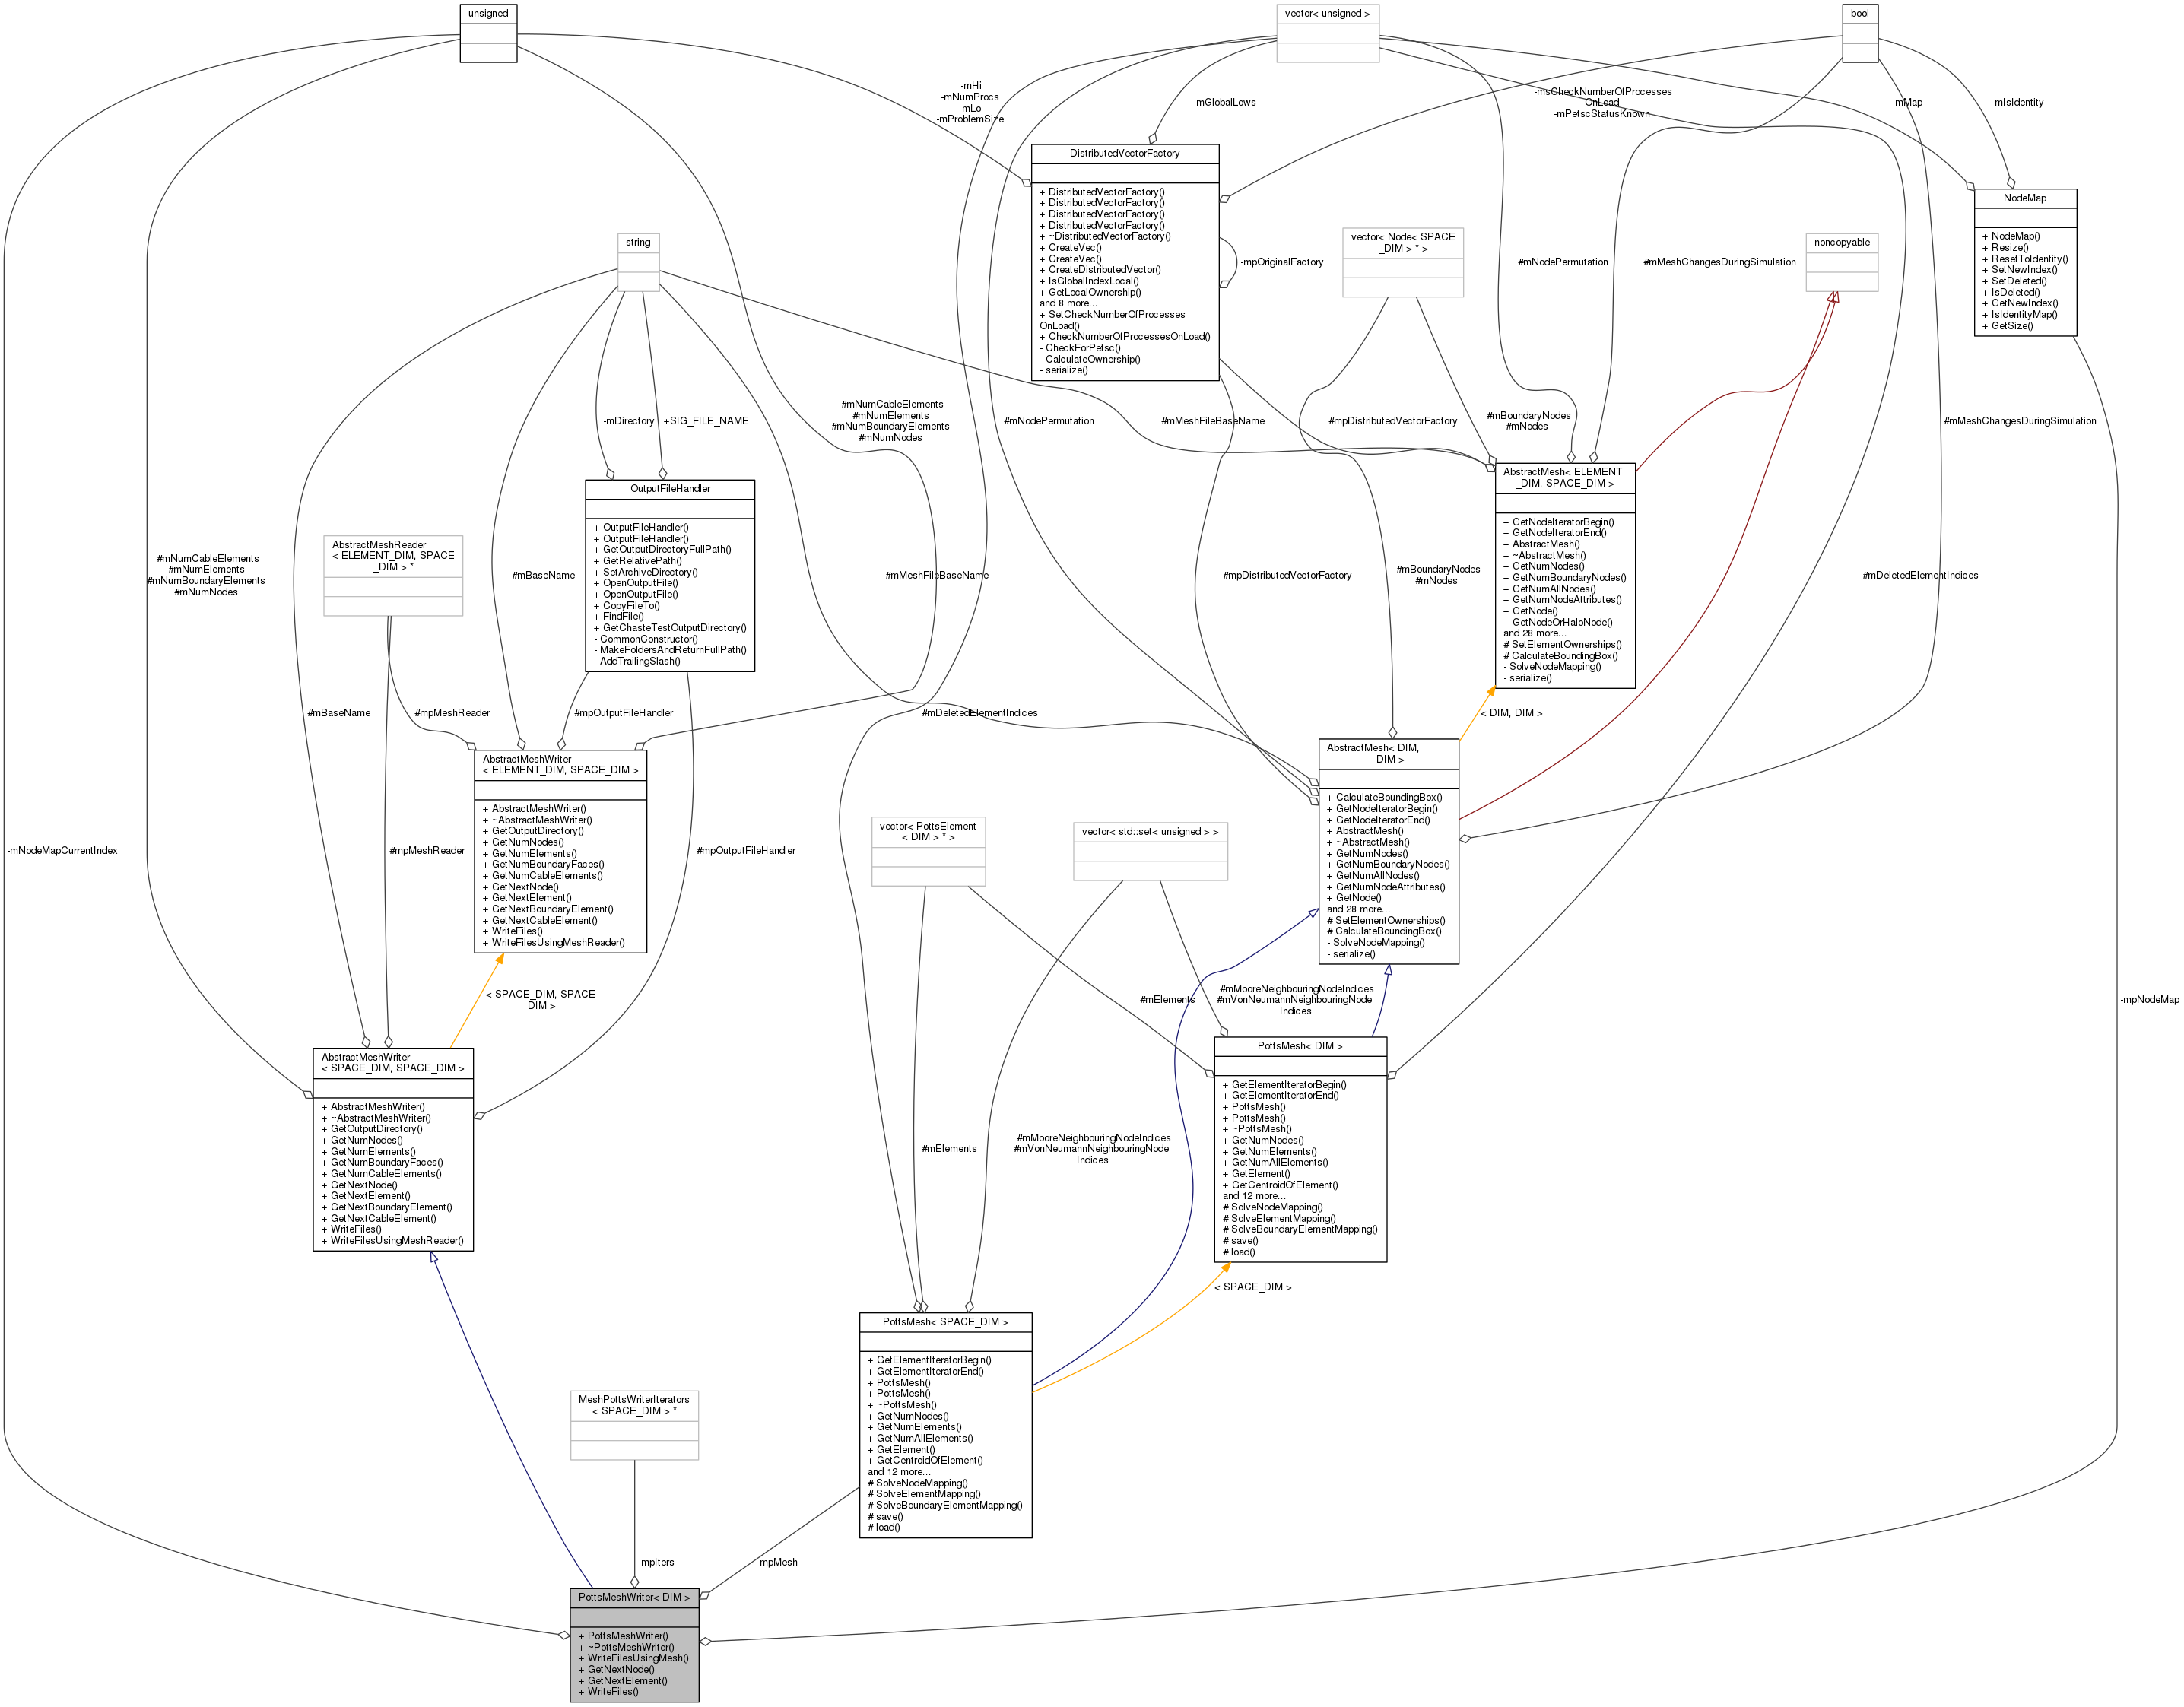 unsigned
vector< unsigned >
bool
-mHi
-mNumProcs
-mLo
-mProblemSize
-mGlobalLows
-msCheckNumberOfProcesses
OnLoad
-mPetscStatusKnown
-mMap
-mIsIdentity
DistributedVectorFactory
+ DistributedVectorFactory()
+ DistributedVectorFactory()
+ DistributedVectorFactory()
+ DistributedVectorFactory()
+ ~DistributedVectorFactory()
+ CreateVec()
+ CreateVec()
+ CreateDistributedVector()
+ IsGlobalIndexLocal()
+ GetLocalOwnership()
and 8 more...
+ SetCheckNumberOfProcesses
OnLoad()
+ CheckNumberOfProcessesOnLoad()
- CheckForPetsc()
- CalculateOwnership()
- serialize()
-mpOriginalFactory
NodeMap
+ NodeMap()
+ Resize()
+ ResetToIdentity()
+ SetNewIndex()
+ SetDeleted()
+ IsDeleted()
+ GetNewIndex()
+ IsIdentityMap()
+ GetSize()
string
vector< Node< SPACE
_DIM > * >
noncopyable
#mNodePermutation
#mMeshChangesDuringSimulation
#mNumCableElements
#mNumElements
#mNumBoundaryElements
#mNumNodes
-mDirectory
+SIG_FILE_NAME
#mNodePermutation
#mMeshFileBaseName
#mpDistributedVectorFactory
#mBoundaryNodes
#mNodes
#mMeshChangesDuringSimulation
OutputFileHandler
+ OutputFileHandler()
+ OutputFileHandler()
+ GetOutputDirectoryFullPath()
+ GetRelativePath()
+ SetArchiveDirectory()
+ OpenOutputFile()
+ OpenOutputFile()
+ CopyFileTo()
+ FindFile()
+ GetChasteTestOutputDirectory()
- CommonConstructor()
- MakeFoldersAndReturnFullPath()
- AddTrailingSlash()
AbstractMesh< ELEMENT
_DIM, SPACE_DIM >
+ GetNodeIteratorBegin()
+ GetNodeIteratorEnd()
+ AbstractMesh()
+ ~AbstractMesh()
+ GetNumNodes()
+ GetNumBoundaryNodes()
+ GetNumAllNodes()
+ GetNumNodeAttributes()
+ GetNode()
+ GetNodeOrHaloNode()
and 28 more...
# SetElementOwnerships()
# CalculateBoundingBox()
- SolveNodeMapping()
- serialize()
AbstractMeshReader
< ELEMENT_DIM, SPACE
_DIM > *
#mNumCableElements
#mNumElements
#mNumBoundaryElements
#mNumNodes
#mBaseName
#mMeshFileBaseName
#mpDistributedVectorFactory
#mBoundaryNodes
#mNodes
#mDeletedElementIndices
#mBaseName
#mpMeshReader
#mpOutputFileHandler
#mDeletedElementIndices
< DIM, DIM >
AbstractMeshWriter
< ELEMENT_DIM, SPACE_DIM >
+ AbstractMeshWriter()
+ ~AbstractMeshWriter()
+ GetOutputDirectory()
+ GetNumNodes()
+ GetNumElements()
+ GetNumBoundaryFaces()
+ GetNumCableElements()
+ GetNextNode()
+ GetNextElement()
+ GetNextBoundaryElement()
+ GetNextCableElement()
+ WriteFiles()
+ WriteFilesUsingMeshReader()
AbstractMesh< DIM,
DIM >
+ CalculateBoundingBox()
+ GetNodeIteratorBegin()
+ GetNodeIteratorEnd()
+ AbstractMesh()
+ ~AbstractMesh()
+ GetNumNodes()
+ GetNumBoundaryNodes()
+ GetNumAllNodes()
+ GetNumNodeAttributes()
+ GetNode()
and 28 more...
# SetElementOwnerships()
# CalculateBoundingBox()
- SolveNodeMapping()
- serialize()
-mNodeMapCurrentIndex
#mpMeshReader
#mpOutputFileHandler
vector< PottsElement
< DIM > * >
vector< std::set< unsigned > >
< SPACE_DIM, SPACE
_DIM >
#mElements
#mMooreNeighbouringNodeIndices
#mVonNeumannNeighbouringNode
Indices
-mpNodeMap
AbstractMeshWriter
< SPACE_DIM, SPACE_DIM >
+ AbstractMeshWriter()
+ ~AbstractMeshWriter()
+ GetOutputDirectory()
+ GetNumNodes()
+ GetNumElements()
+ GetNumBoundaryFaces()
+ GetNumCableElements()
+ GetNextNode()
+ GetNextElement()
+ GetNextBoundaryElement()
+ GetNextCableElement()
+ WriteFiles()
+ WriteFilesUsingMeshReader()
PottsMesh< DIM >
+ GetElementIteratorBegin()
+ GetElementIteratorEnd()
+ PottsMesh()
+ PottsMesh()
+ ~PottsMesh()
+ GetNumNodes()
+ GetNumElements()
+ GetNumAllElements()
+ GetElement()
+ GetCentroidOfElement()
and 12 more...
# SolveNodeMapping()
# SolveElementMapping()
# SolveBoundaryElementMapping()
# save()
# load()
#mElements
#mMooreNeighbouringNodeIndices
#mVonNeumannNeighbouringNode
Indices
< SPACE_DIM >
PottsMesh< SPACE_DIM >
+ GetElementIteratorBegin()
+ GetElementIteratorEnd()
+ PottsMesh()
+ PottsMesh()
+ ~PottsMesh()
+ GetNumNodes()
+ GetNumElements()
+ GetNumAllElements()
+ GetElement()
+ GetCentroidOfElement()
and 12 more...
# SolveNodeMapping()
# SolveElementMapping()
# SolveBoundaryElementMapping()
# save()
# load()
MeshPottsWriterIterators
< SPACE_DIM > *
-mpIters
-mpMesh
PottsMeshWriter< DIM >
+ PottsMeshWriter()
+ ~PottsMeshWriter()
+ WriteFilesUsingMesh()
+ GetNextNode()
+ GetNextElement()
+ WriteFiles()